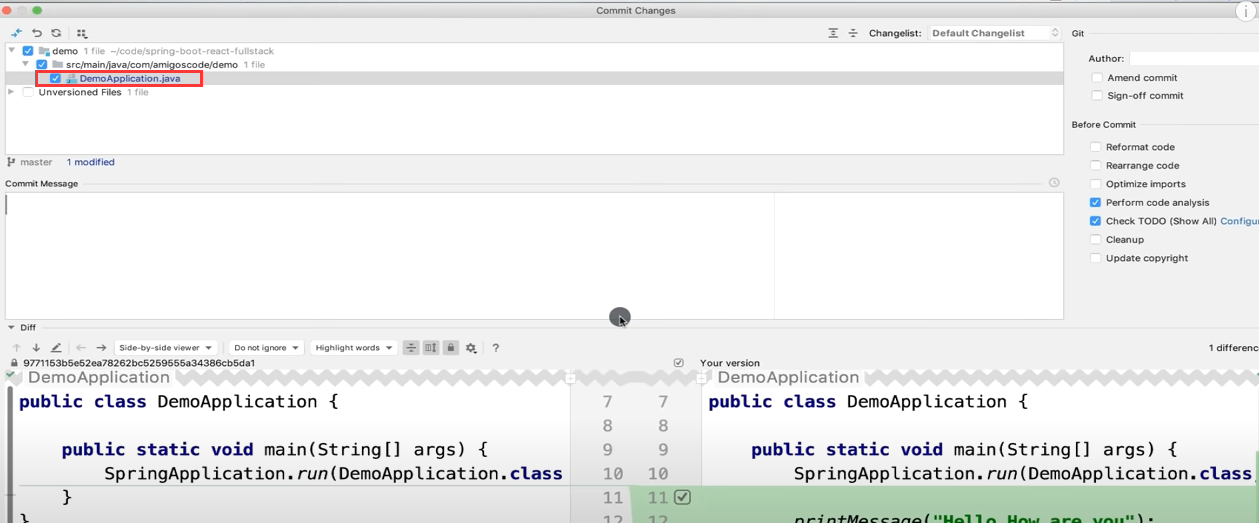 Commit Changes
Changelist: Default Changelist
Git
demo 1 file ~/code/spring-boot-react-fullstack
src/main/java/com/amigoscode/demo 1 file
DemoApplication.java
Unversioned Files 1 file
Author:
Amend commit
Sign-off commit
Before Commit
Reformat code
Rearrange code
Optimize imports
Perform code analysis
Check TODO (Show All) Configu
Cleanup
Update copyright
master 1 modified
Commit Message
Diff
Side-by-side viewer Do not ignore Highlight words ? 1 differenc
9771153b5e52ea78262bc5259555a34386cb5da1 Your version
DemoApplication DemoApplication
public class DemoApplication { 7 7 public class DemoApplication {
8 8
public static void main(String[] args) { 9 9 public static void main(String[] args) {
SpringApplication.run(DemoApplication.class 10 10 SpringApplication.run(DemoApplication.class
} 11 11
} 12 12 printMessage("Hello How are you");